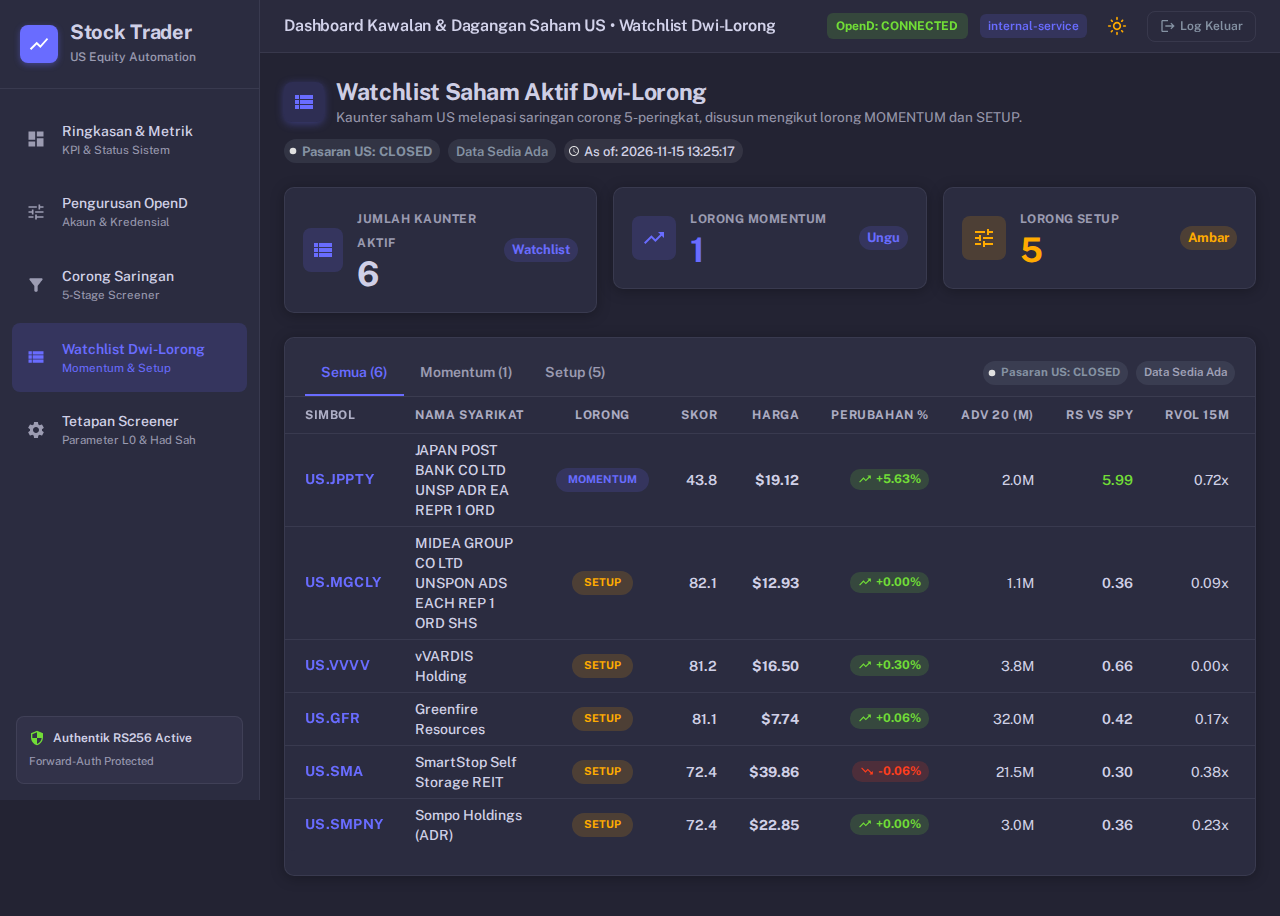 Stock Trader
US Equity Automation
Ringkasan & Metrik
KPI & Status Sistem
Pengurusan OpenD
Akaun & Kredensial
Corong Saringan
5-Stage Screener
Watchlist Dwi-Lorong
Momentum & Setup
Tetapan Screener
Parameter L0 & Had Sah
Authentik RS256 Active
Forward-Auth Protected
Dashboard Kawalan & Dagangan Saham US • Watchlist Dwi-Lorong
OpenD: CONNECTED
internal-service
Log Keluar
Watchlist Saham Aktif Dwi-Lorong
Kaunter saham US melepasi saringan corong 5-peringkat, disusun mengikut lorong MOMENTUM dan SETUP.
Pasaran US: CLOSED
Data Sedia Ada
As of: 2026-11-15 13:25:17
JUMLAH KAUNTER
AKTIF
6
Watchlist
LORONG MOMENTUM
1
Ungu
LORONG SETUP
5
Ambar
Semua (6)
Momentum (1)
Setup (5)
Pasaran US: CLOSED
Data Sedia Ada
SIMBOL NAMA SYARIKAT LORONG SKOR HARGA PERUBAHAN % ADV 20 (M) RS VS SPY RVOL 15M
US.JPPTY
JAPAN POST
BANK CO LTD
UNSP ADR EA
REPR 1 ORD
MOMENTUM 43.8 $19.12 +5.63% 2.0M 5.99 0.72x
US.MGCLY
MIDEA GROUP
CO LTD
UNSPON ADS
EACH REP 1
ORD SHS
SETUP 82.1 $12.93 +0.00% 1.1M 0.36 0.09x
US.VVVV
vVARDIS
Holding
SETUP 81.2 $16.50 +0.30% 3.8M 0.66 0.00x
US.GFR
Greenfire
Resources
SETUP 81.1 $7.74 +0.06% 32.0M 0.42 0.17x
US.SMA
SmartStop Self
Storage REIT
SETUP 72.4 $39.86 -0.06% 21.5M 0.30 0.38x
US.SMPNY
Sompo Holdings
(ADR)
SETUP 72.4 $22.85 +0.00% 3.0M 0.36 0.23x